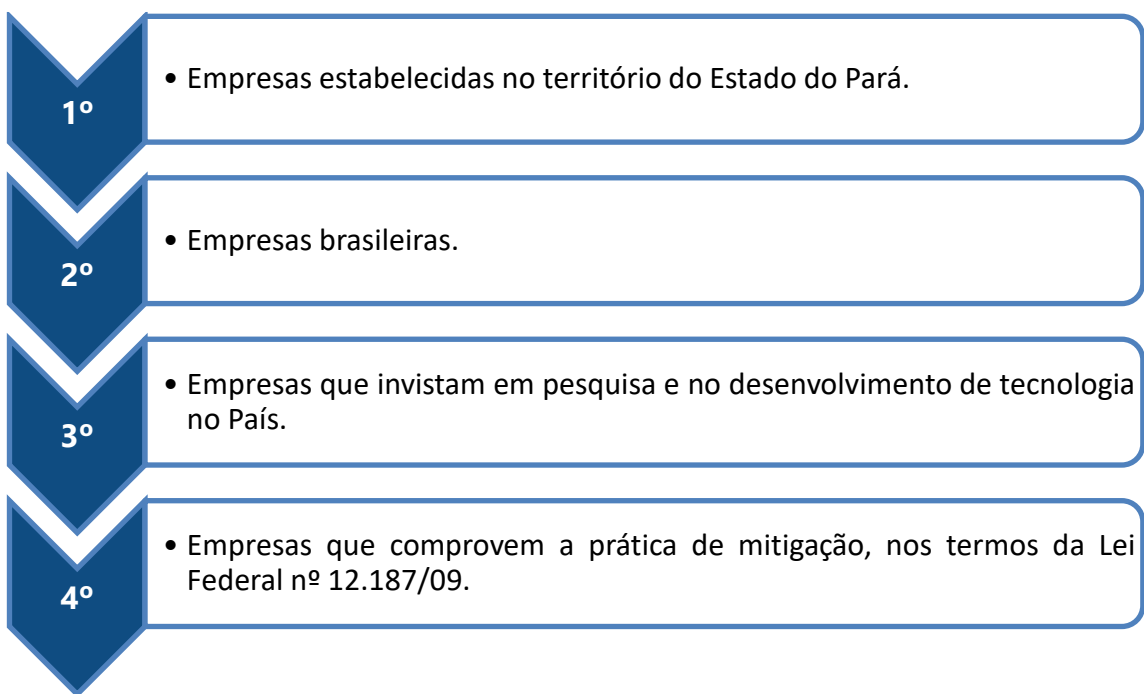 1º
• Empresas estabelecidas no território do Estado do Pará.
2º
• Empresas brasileiras.
3º
• Empresas que invistam em pesquisa e no desenvolvimento de tecnologia
no País.
4º
• Empresas que comprovem a prática de mitigação, nos termos da Lei
Federal nº 12.187/09.